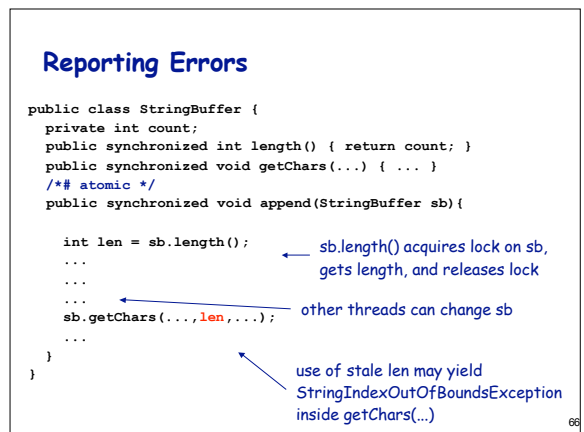 Reporting Errors
public class StringBuffer {
private int count;
public synchronized int length() { return count; }
public synchronized void getChars(...) { ... }
/*# atomic */
public synchronized void append(StringBuffer sb){
int len = sb.length();
sb.length() acquires lock on sb,
gets length, and releases lock
...
...
...
other threads can change sb
sb.getChars(...,len,...);
...
use of stale len may yield
StringIndexOutOfBoundsException
inside getChars(...)
}
}
66